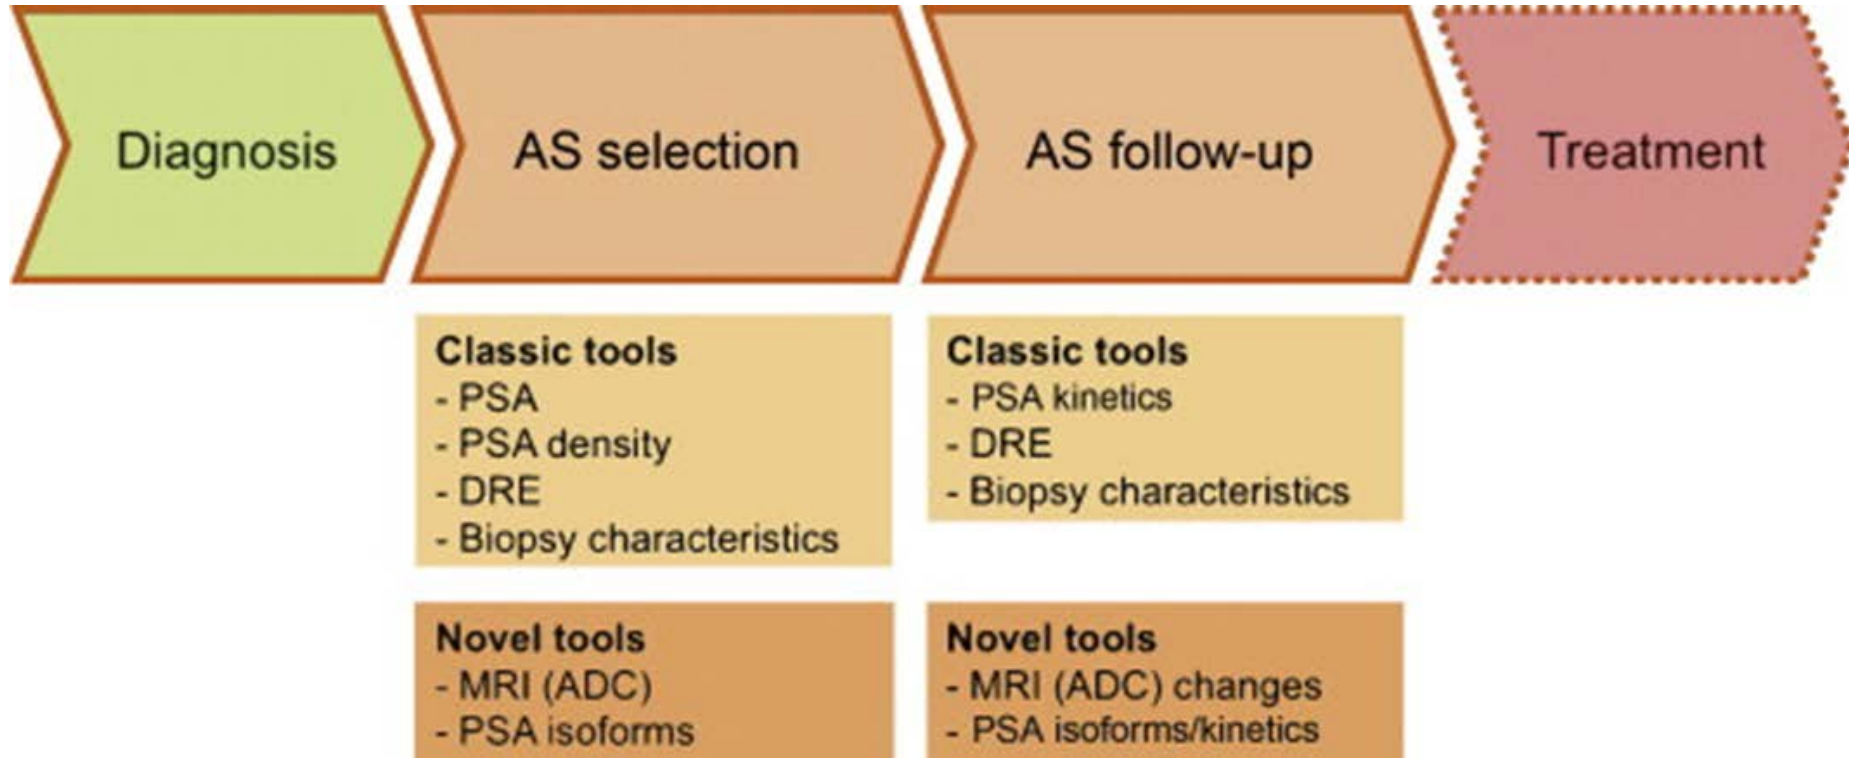 Diagnosis
AS selection
AS follow-up
Treatment
Classic tools
- PSA
- PSA density
- DRE
- Biopsy characteristics
Classic tools
- PSA kinetics
- DRE
- Biopsy characteristics
Novel tools
- MRI (ADC)
- PSA isoforms
Novel tools
- MRI (ADC) changes
- PSA isoforms/kinetics